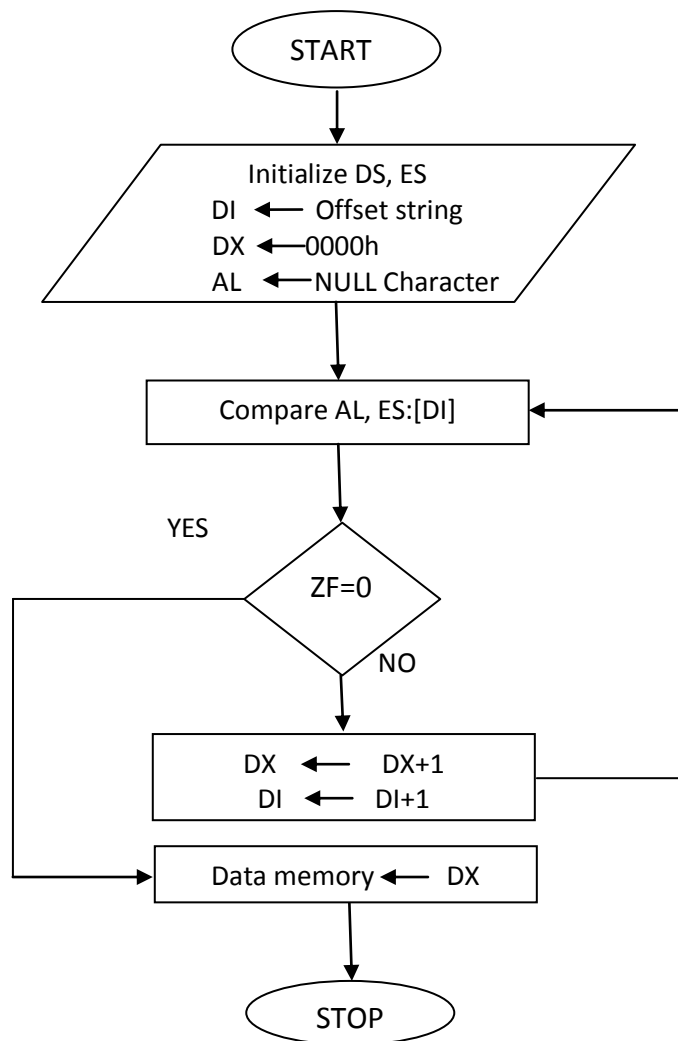 START
Initialize DS, ES
DI ← Offset string
DX ← 0000h
AL ← NULL Character
Compare AL, ES:[DI]
YES
ZF=0
NO
DX ← DX+1
DI ← DI+1
Data memory ← DX
STOP